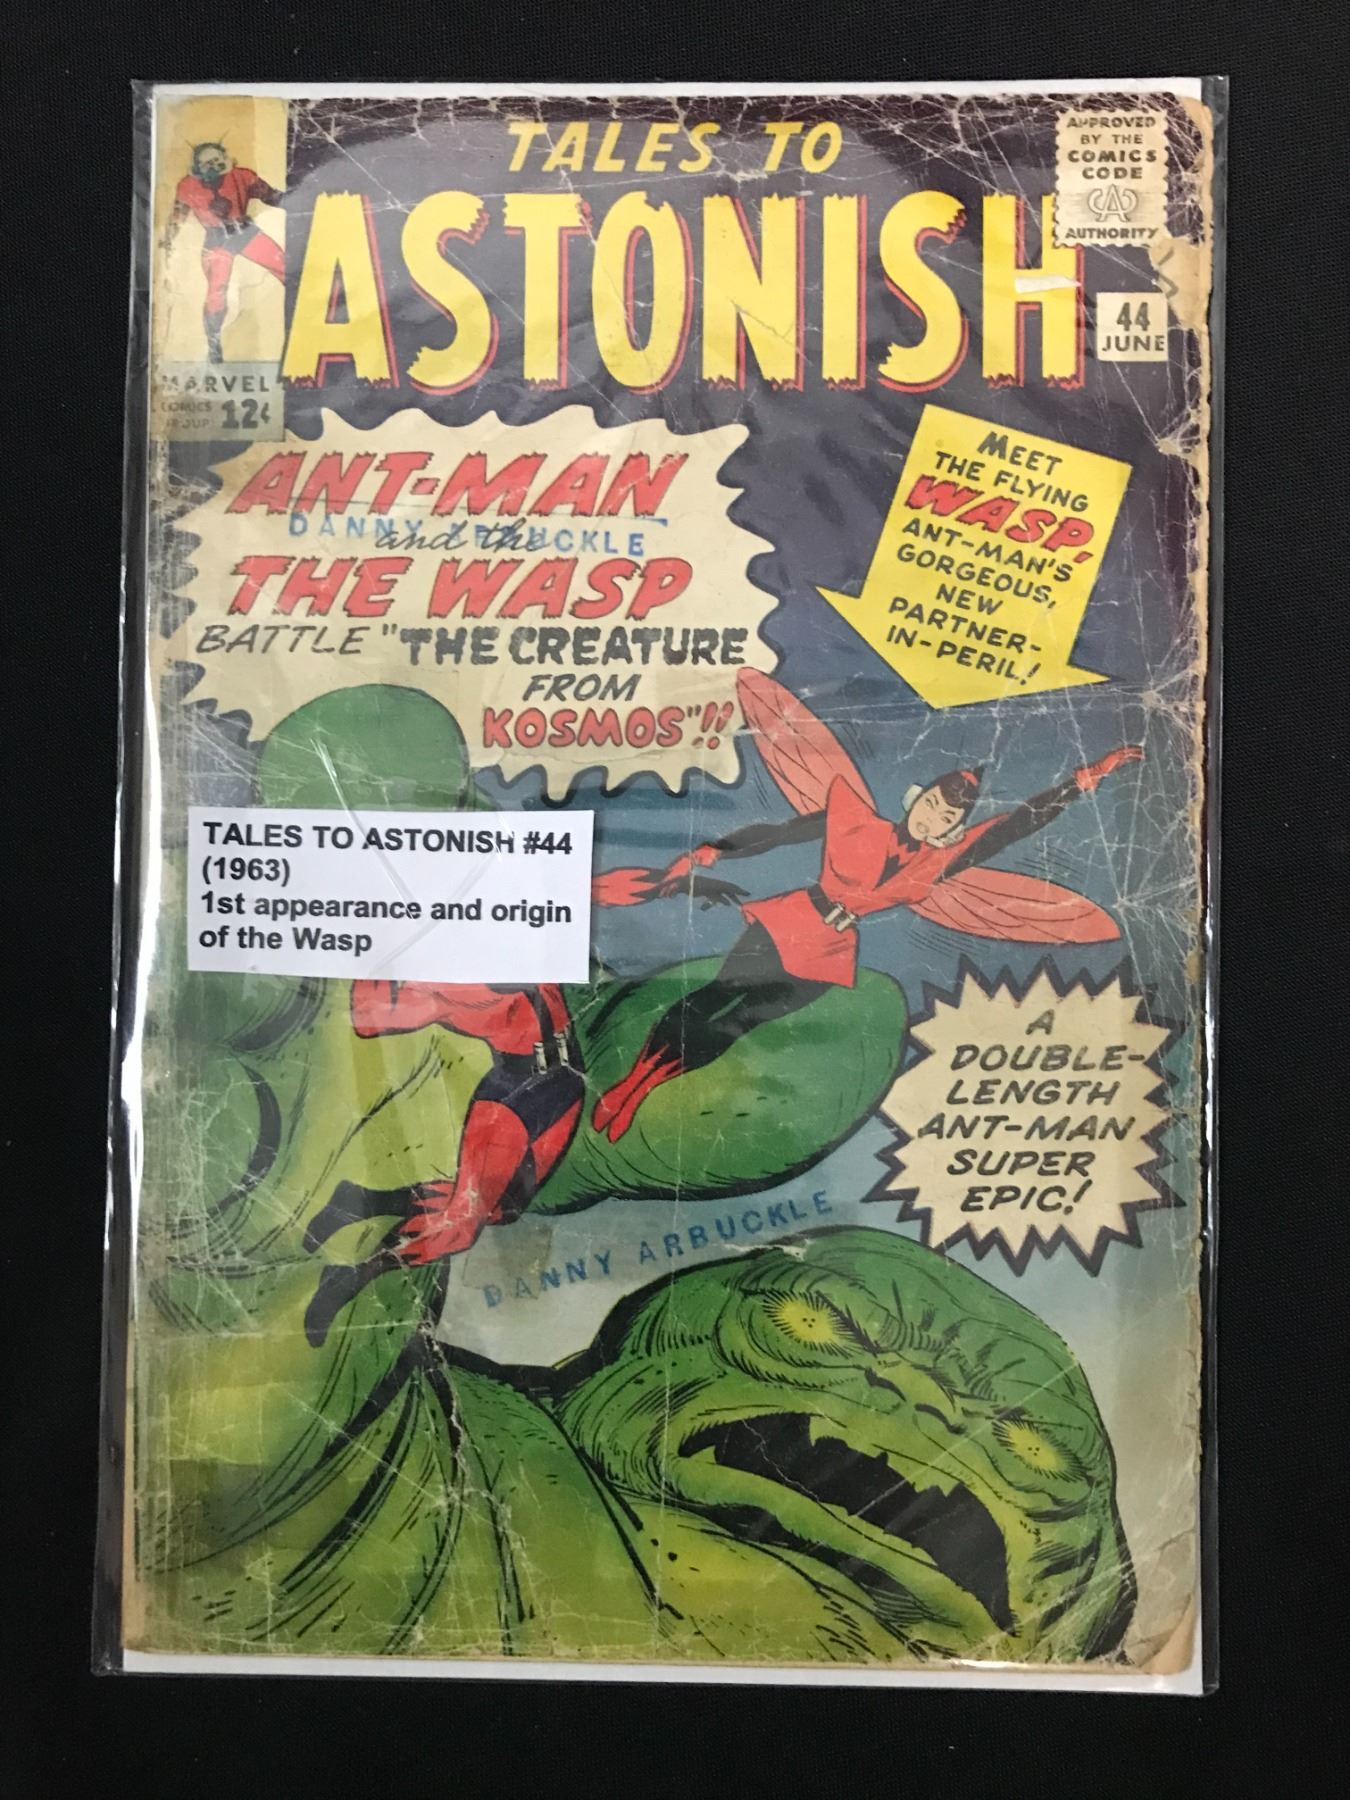 TALES TO
ASTONISH
APPROVED
BY THE
COMICS
CODE
AUTHORITY
44
JUNE
MARVEL
COMICS
GROUP
12¢
ANT-MAN
DANNY ARBUCKLE
and the
THE WASP
BATTLE "THE CREATURE
FROM
KOSMOS"!!
MEET
THE FLYING
WASP,
ANT-MAN'S
GORGEOUS,
NEW
PARTNER-
IN-PERIL!
TALES TO ASTONISH #44
(1963)
1st appearance and origin
of the Wasp
A
DOUBLE-
LENGTH
ANT-MAN
SUPER
EPIC!
DANNY ARBUCKLE